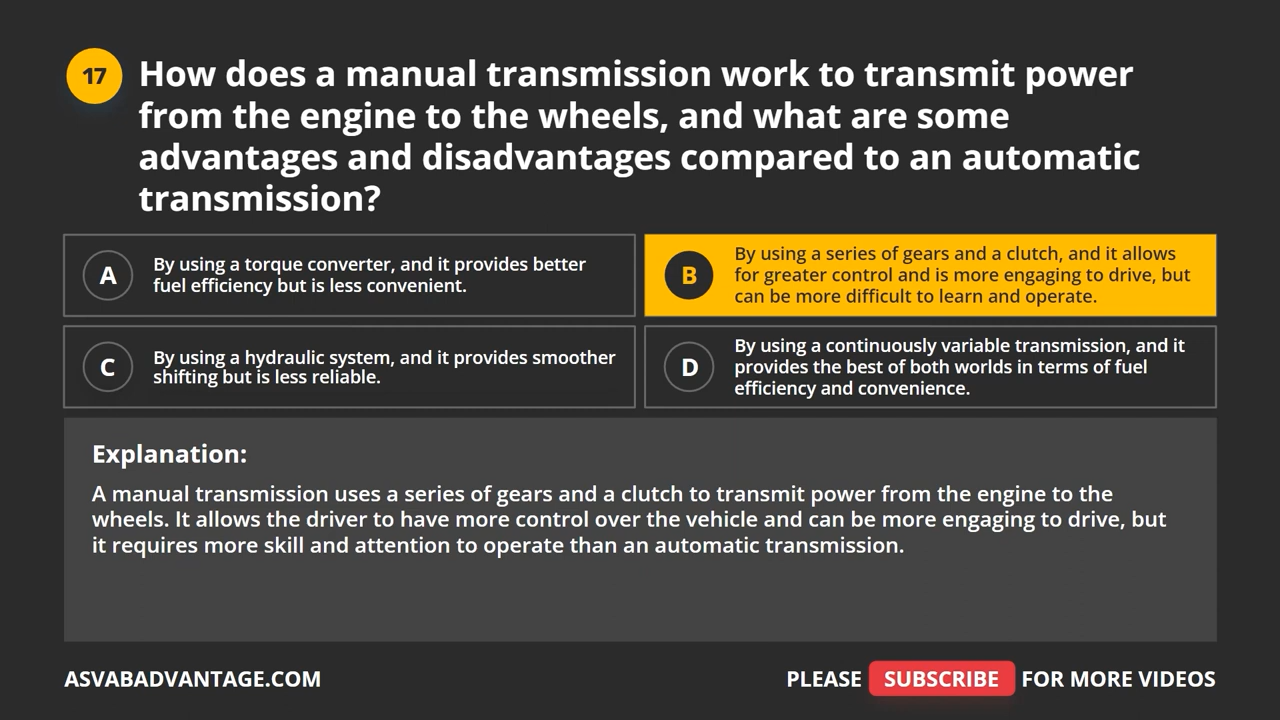 17
How does a manual transmission work to transmit power
from the engine to the wheels, and what are some
advantages and disadvantages compared to an automatic
transmission?
A
By using a torque converter, and it provides better
fuel efficiency but is less convenient.
B
By using a series of gears and a clutch, and it allows
for greater control and is more engaging to drive, but
can be more difficult to learn and operate.
C
By using a hydraulic system, and it provides smoother
shifting but is less reliable.
D
By using a continuously variable transmission, and it
provides the best of both worlds in terms of fuel
efficiency and convenience.
Explanation:
A manual transmission uses a series of gears and a clutch to transmit power from the engine to the
wheels. It allows the driver to have more control over the vehicle and can be more engaging to drive, but
it requires more skill and attention to operate than an automatic transmission.
ASVABADVANTAGE.COM
PLEASE SUBSCRIBE FOR MORE VIDEOS